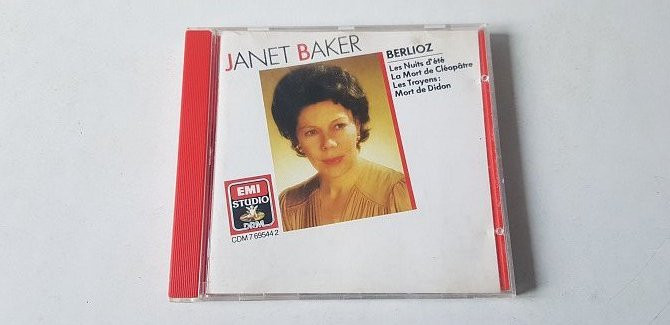 JANET BAKER
BERLIOZ
Les Nuits d'été
La Mort de Cléopâtre
Les Troyens:
Mort de Didon
EMI
STUDIO
DRM
CDM 7 69544 2